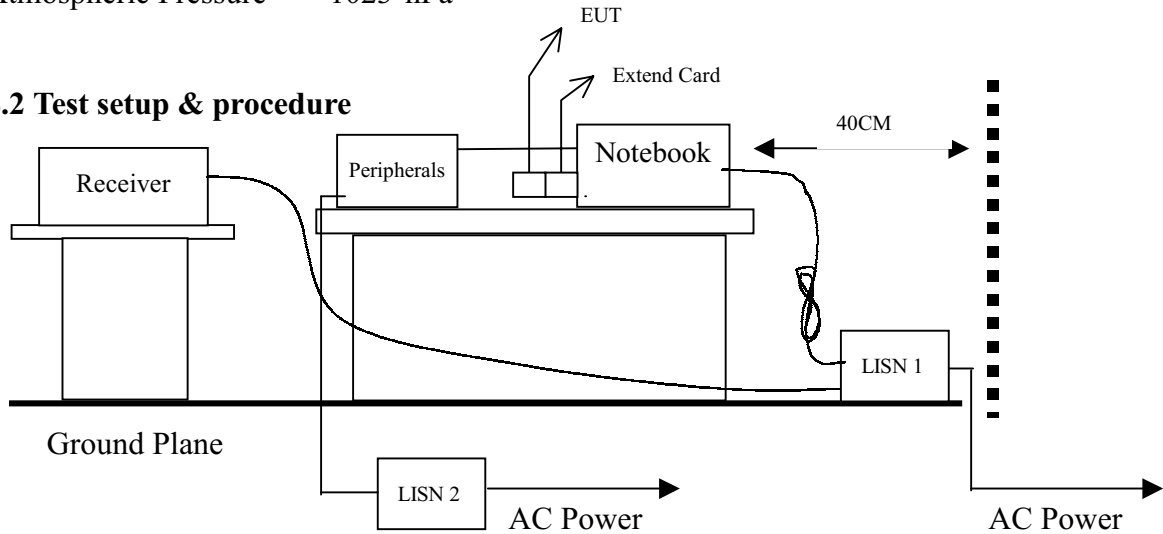 Atmospheric Pressure 1023 hPa
EUT
Extend Card
.2 Test setup & procedure
40CM
Receiver
Peripherals
Notebook
LISN 1
Ground Plane
LISN 2
AC Power
AC Power